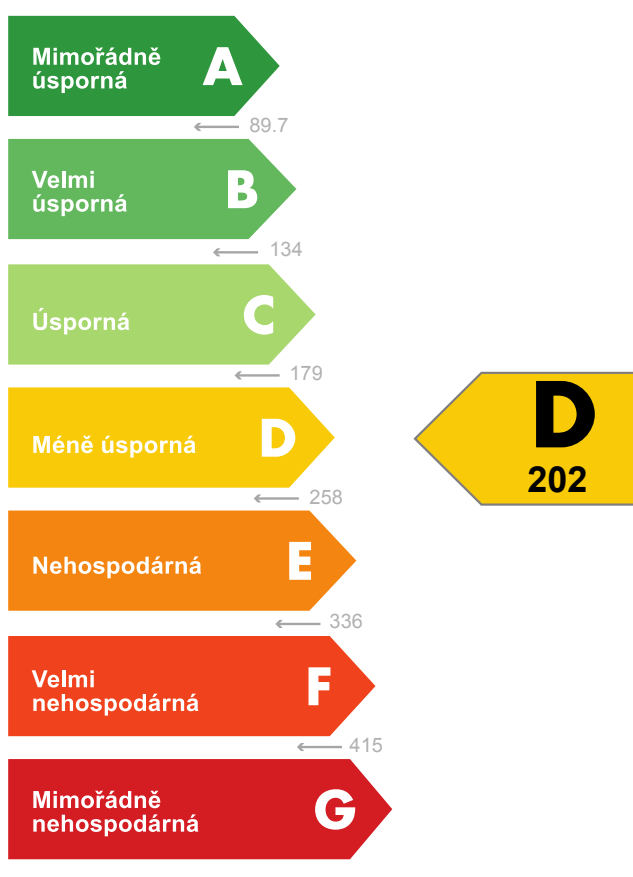 Mimořádně
úsporná
A
← 89.7
Velmi
úsporná
B
← 134
Úsporná
C
← 179
Méně úsporná
D
D
202
← 258
Nehospodárná
E
← 336
Velmi
nehospodárná
F
← 415
Mimořádně
nehospodárná
G